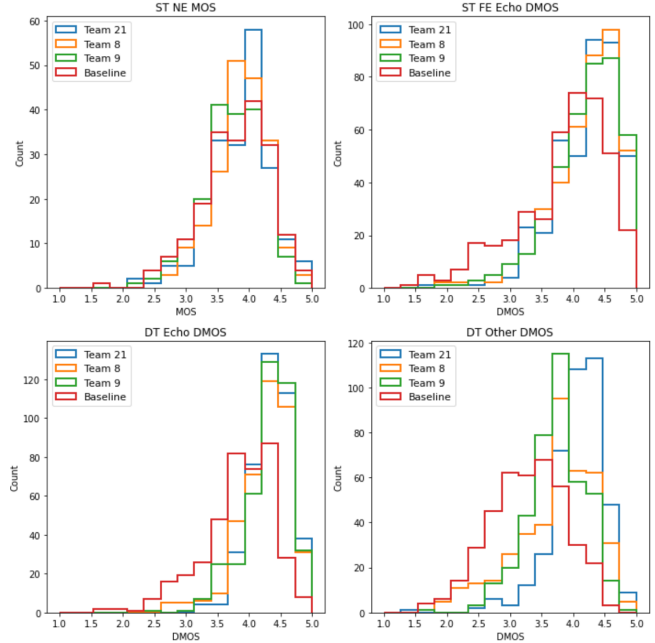 ST NE MOS
60
50
40
30
20
10
0
Count
1.0 1.5 2.0 2.5 3.0 3.5 4.0 4.5 5.0
MOS
Team 21
Team 8
Team 9
Baseline
ST FE Echo DMOS
100
80
60
40
20
0
Count
1.0 1.5 2.0 2.5 3.0 3.5 4.0 4.5 5.0
DMOS
Team 21
Team 8
Team 9
Baseline
DT Echo DMOS
120
100
80
60
40
20
0
Count
1.0 1.5 2.0 2.5 3.0 3.5 4.0 4.5 5.0
DMOS
Team 21
Team 8
Team 9
Baseline
DT Other DMOS
120
100
80
60
40
20
0
Count
1.0 1.5 2.0 2.5 3.0 3.5 4.0 4.5 5.0
DMOS
Team 21
Team 8
Team 9
Baseline